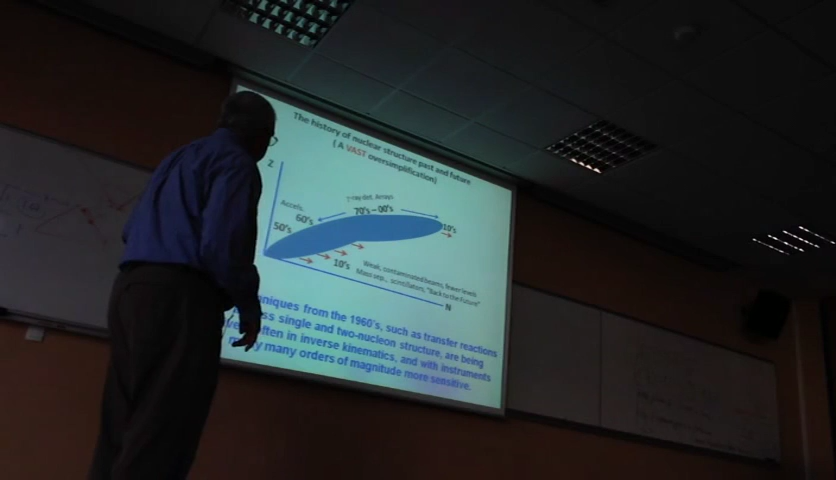 The history of nuclear structure past and future
( A VAST oversimplification)
Z
γ-ray det. Arrays
Accels.
70's – 00's
60's
50's
10's
10's
Weak, contaminated beams, fewer levels
Mass sep., scintillators, "Back to the Future"
N
from the 1960's, such as transfer reactions
single and two-nucleon structure, are being
often in inverse kinematics, and with instruments
many orders of magnitude more sensitive.